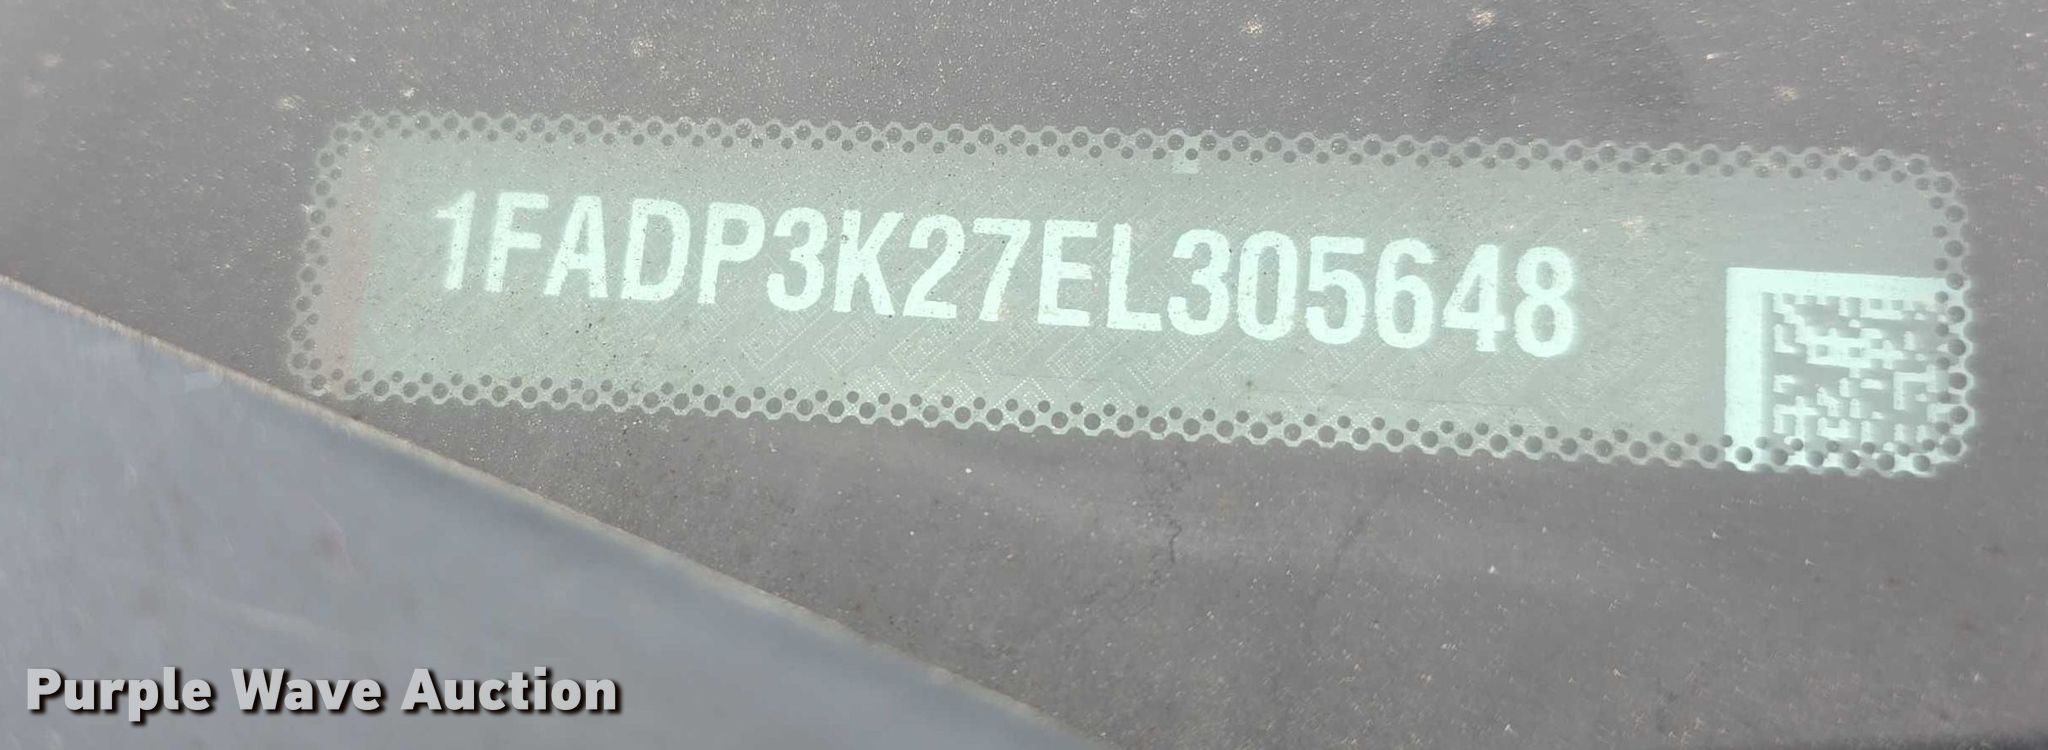 1FADP3K27EL305648
Purple Wave Auction